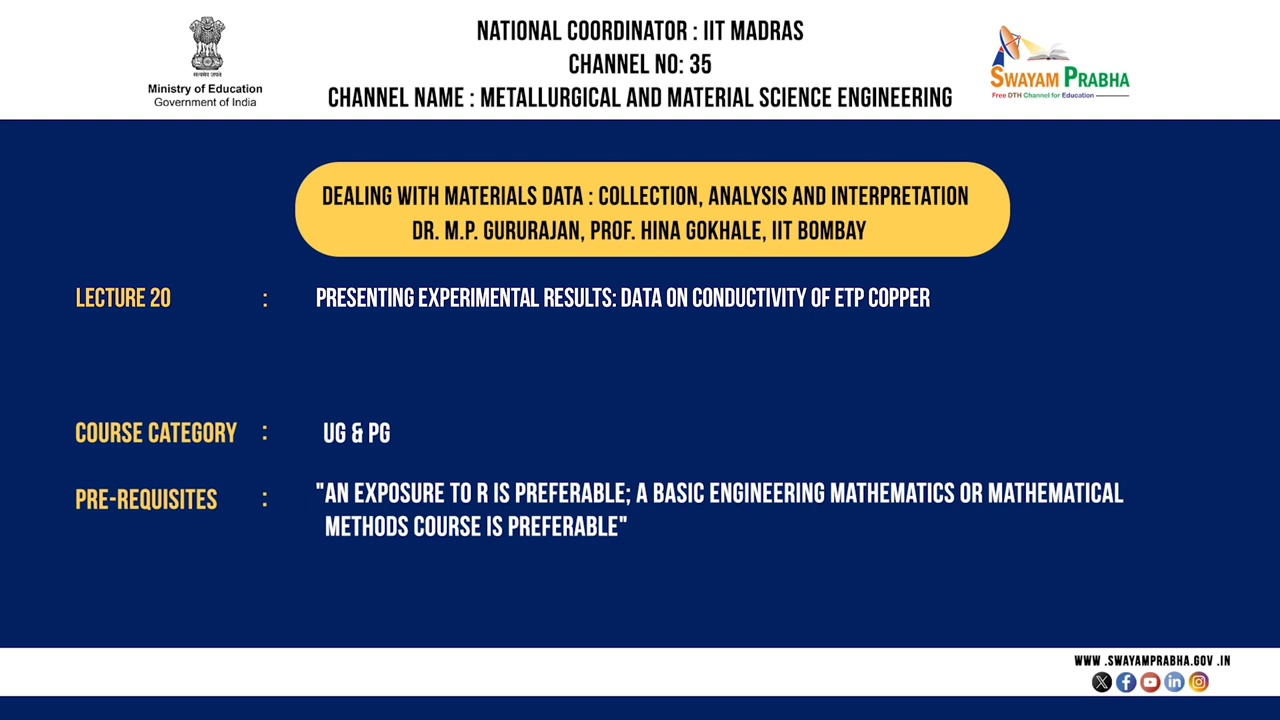 NATIONAL COORDINATOR : IIT MADRAS
CHANNEL NO: 35
CHANNEL NAME : METALLURGICAL AND MATERIAL SCIENCE ENGINEERING
सत्यमेव जयते
Ministry of Education
Government of India
SWAYAM PRABHA
Free DTH Channel for Education
DEALING WITH MATERIALS DATA : COLLECTION, ANALYSIS AND INTERPRETATION
DR. M.P. GURURAJAN, PROF. HINA GOKHALE, IIT BOMBAY
LECTURE 20 : PRESENTING EXPERIMENTAL RESULTS: DATA ON CONDUCTIVITY OF ETP COPPER
COURSE CATEGORY : UG & PG
PRE-REQUISITES : "AN EXPOSURE TO R IS PREFERABLE; A BASIC ENGINEERING MATHEMATICS OR MATHEMATICAL
METHODS COURSE IS PREFERABLE"
WWW .SWAYAMPRABHA.GOV .IN